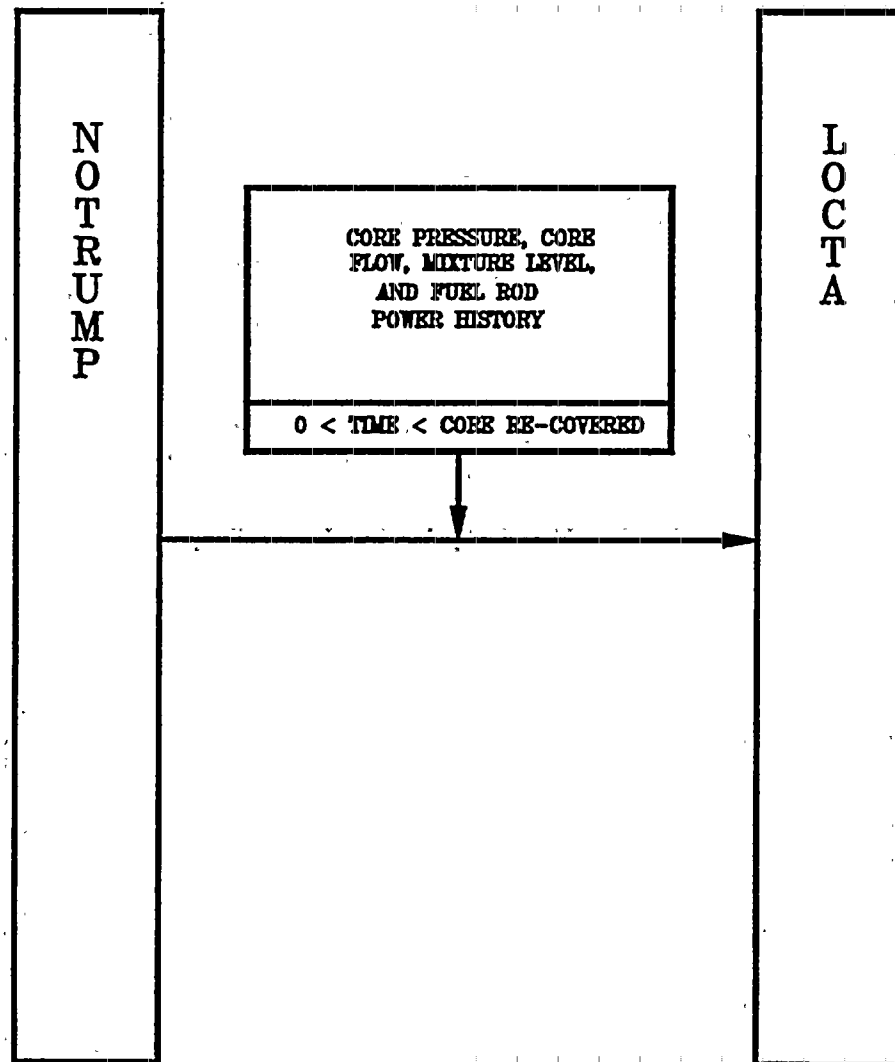 NOTRUMP
CORE PRESSURE, CORE
FLOW, MIXTURE LEVEL,
AND FUEL ROD
POWER HISTORY
0 < TIME < CORE RE-COVERED
LOCTA